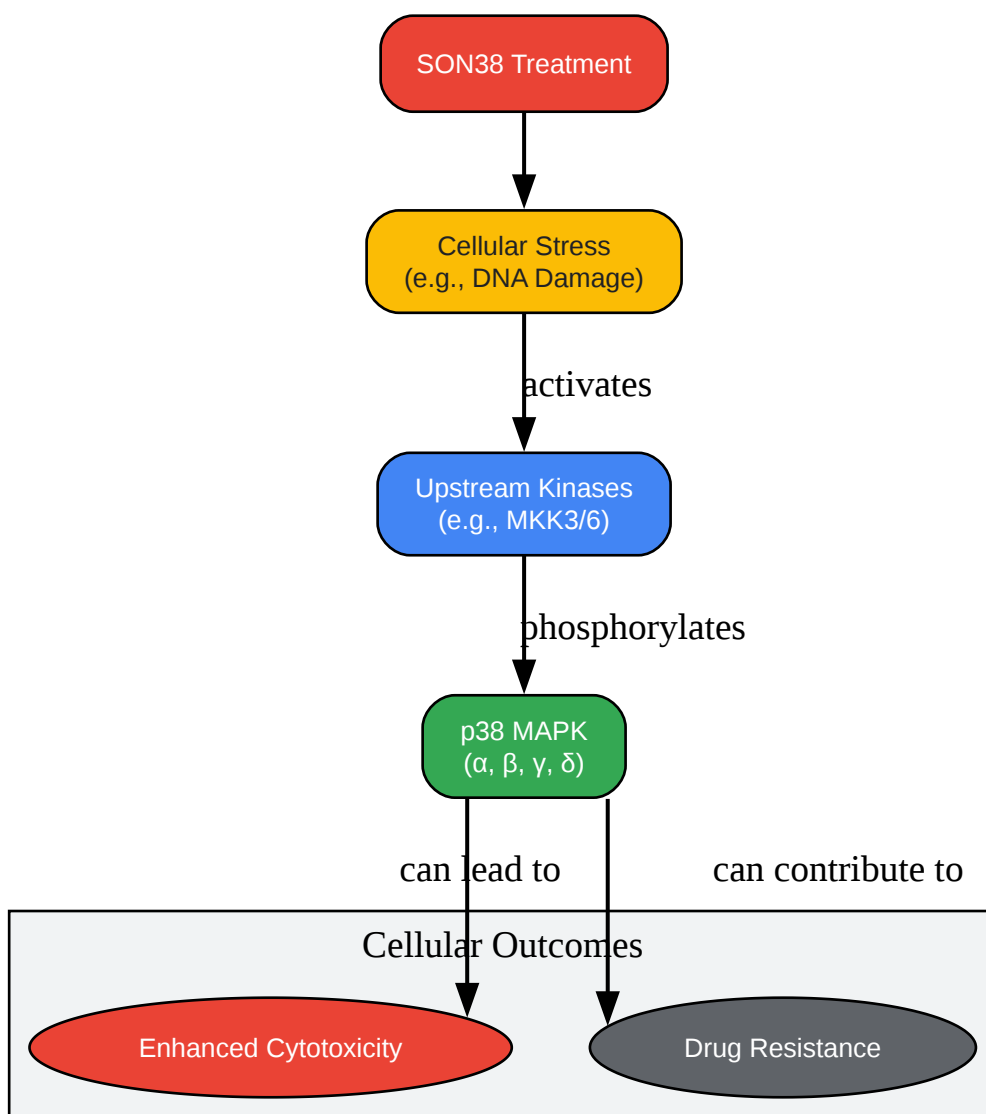 SON38 Treatment
Cellular Stress
(e.g., DNA Damage)
activates
Upstream Kinases
(e.g., MKK3/6)
phosphorylates
p38 MAPK
(α, β, γ, δ)
can lead to
can contribute to
Cellular Outcomes
Enhanced Cytotoxicity
Drug Resistance